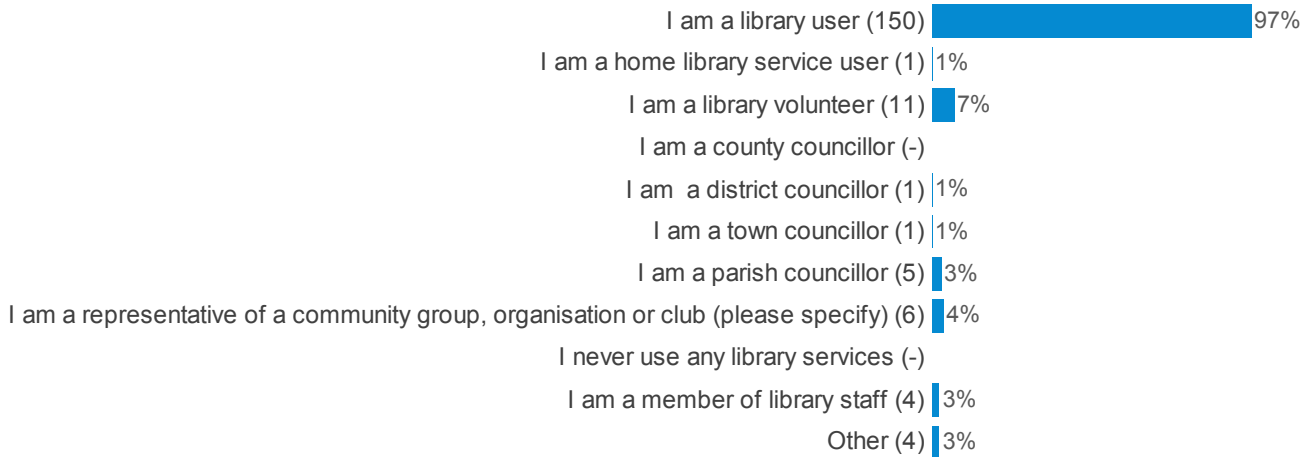 I am a library user (150) 97%
I am a home library service user (1) 1%
I am a library volunteer (11) 7%
I am a county councillor (-)
I am  a district councillor (1) 1%
I am a town councillor (1) 1%
I am a parish councillor (5) 3%
I am a representative of a community group, organisation or club (please specify) (6) 4%
I never use any library services (-)
I am a member of library staff (4) 3%
Other (4) 3%